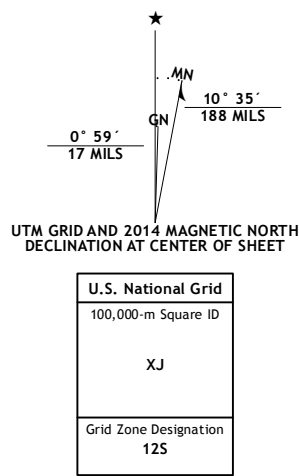 ★
MN
GN
10° 35´
188 MILS
0° 59´
17 MILS
UTM GRID AND 2014 MAGNETIC NORTH
DECLINATION AT CENTER OF SHEET
U.S. National Grid
100,000-m Square ID
XJ
Grid Zone Designation
12S